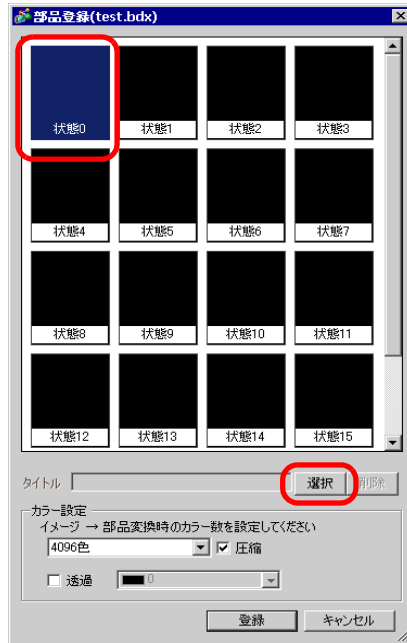 部品登録(test.bdx)
状態0 状態1 状態2 状態3
状態4 状態5 状態6 状態7
状態8 状態9 状態10 状態11
状態12 状態13 状態14 状態15
タイトル 選択 削除
カラー設定
イメージ → 部品変換時のカラー数を設定してください
4096色 圧縮
透過 0
登録 キャンセル